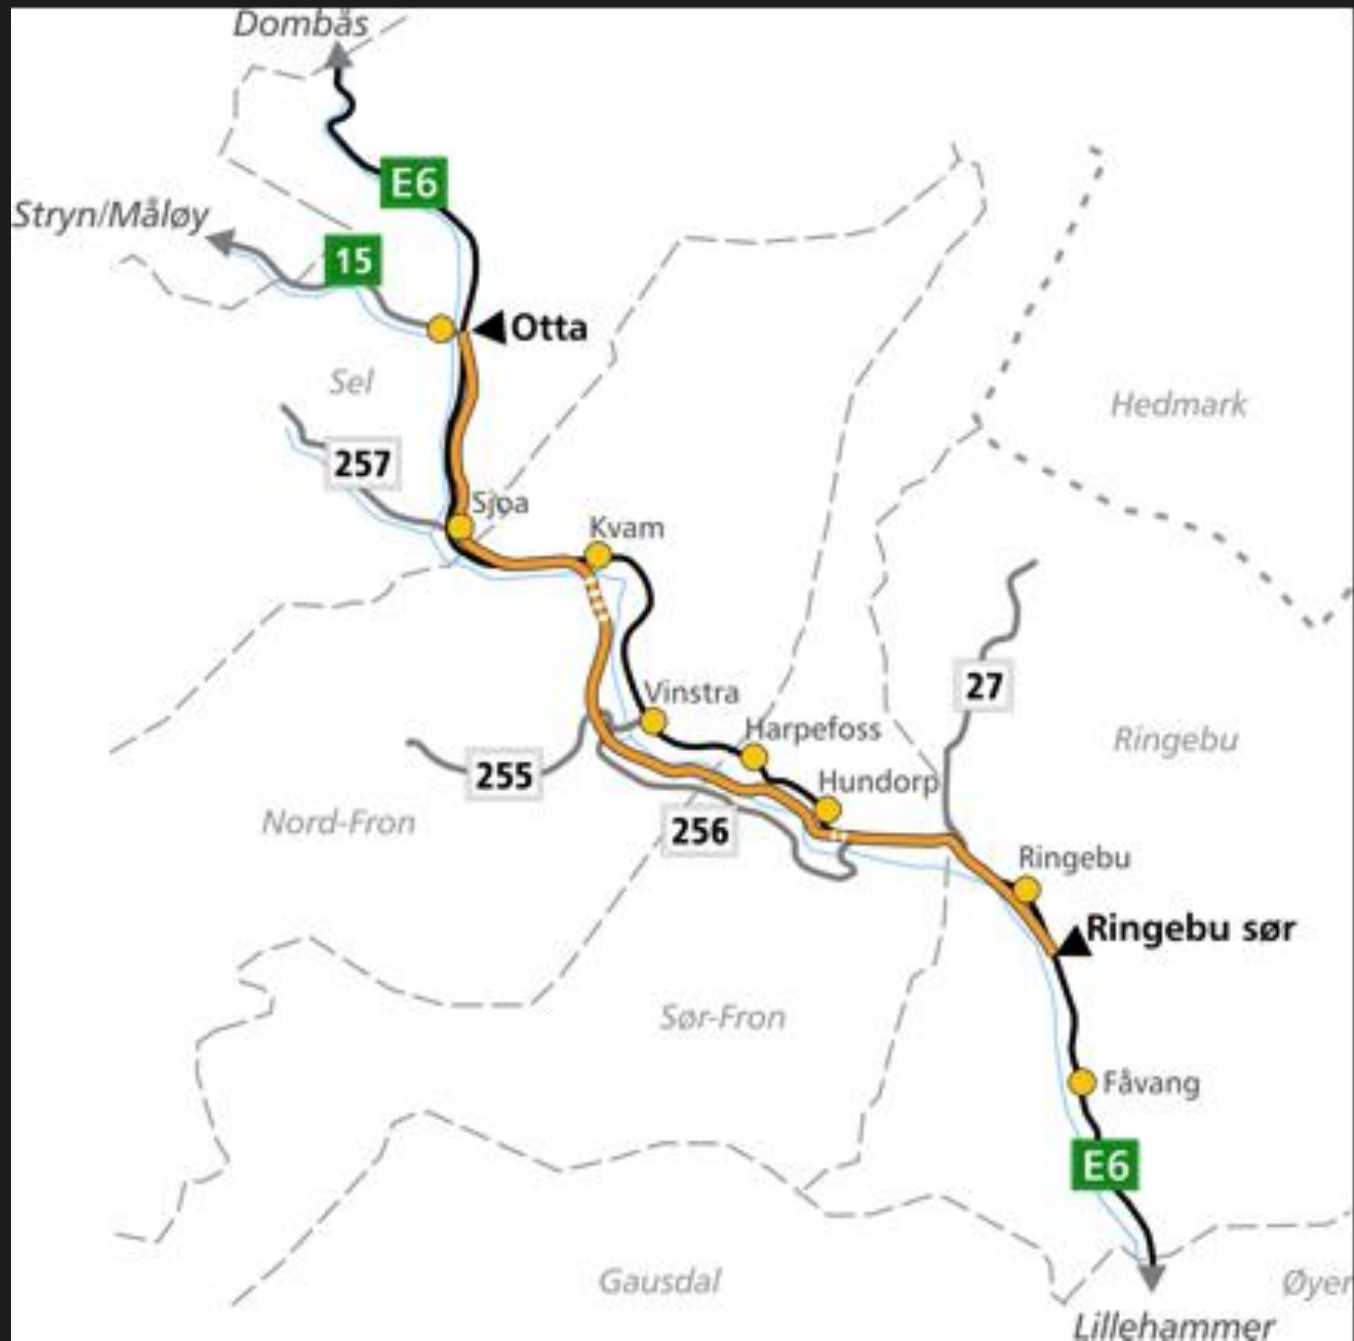 Dombås
E6
Stryn/Måløy
15
Otta
Sel
Hedmark
257
Sjoa
Kvam
27
Vinstra
Harpefoss
Ringebu
255
Hundorp
Nord-Fron
256
Ringebu
Ringebu sør
Sør-Fron
Fåvang
E6
Gausdal
Øyer
Lillehammer